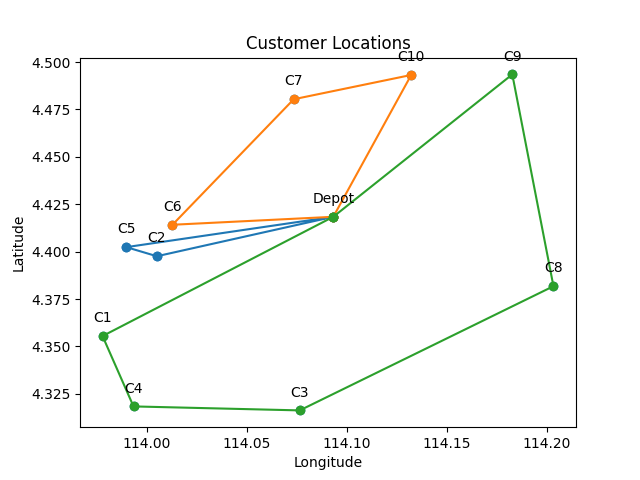 Customer Locations
C10
C9
4.500
C7
4.475
4.450
Depot
C6
4.425
C5
C2
4.400
C8
4.375
C1
4.350
C4
C3
4.325
114.00
114.05
114.10
114.15
114.20
Longitude
Latitude